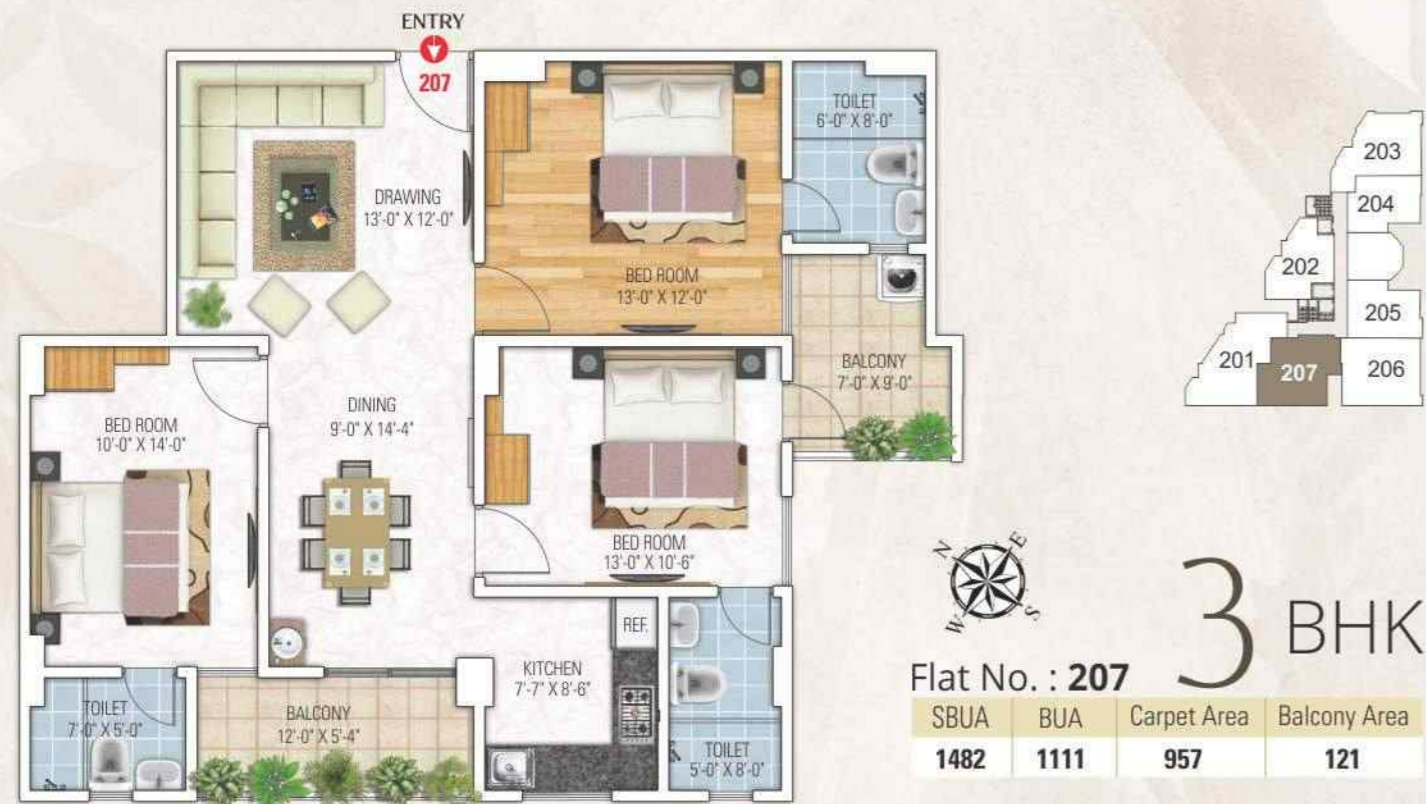 ENTRY
207
DRAWING
13'-0" X 12'-0"
BED ROOM
13'-0" X 12'-0"
TOILET
6'-0" X 8'-0"
BALCONY
7'-0" X 9'-0"
BED ROOM
10'-0" X 14'-0"
DINING
9'-0" X 14'-4"
BED ROOM
13'-0" X 10'-6"
REF.
KITCHEN
7'-7" X 8'-6"
TOILET
5'-0" X 8'-0"
TOILET
7'-0" X 5'-0"
BALCONY
12'-0" X 5'-4"
203
204
202
205
201
207
206
N
E
W
S
3 BHK
Flat No. : 207
SBUA BUA Carpet Area Balcony Area
1482 1111 957 121